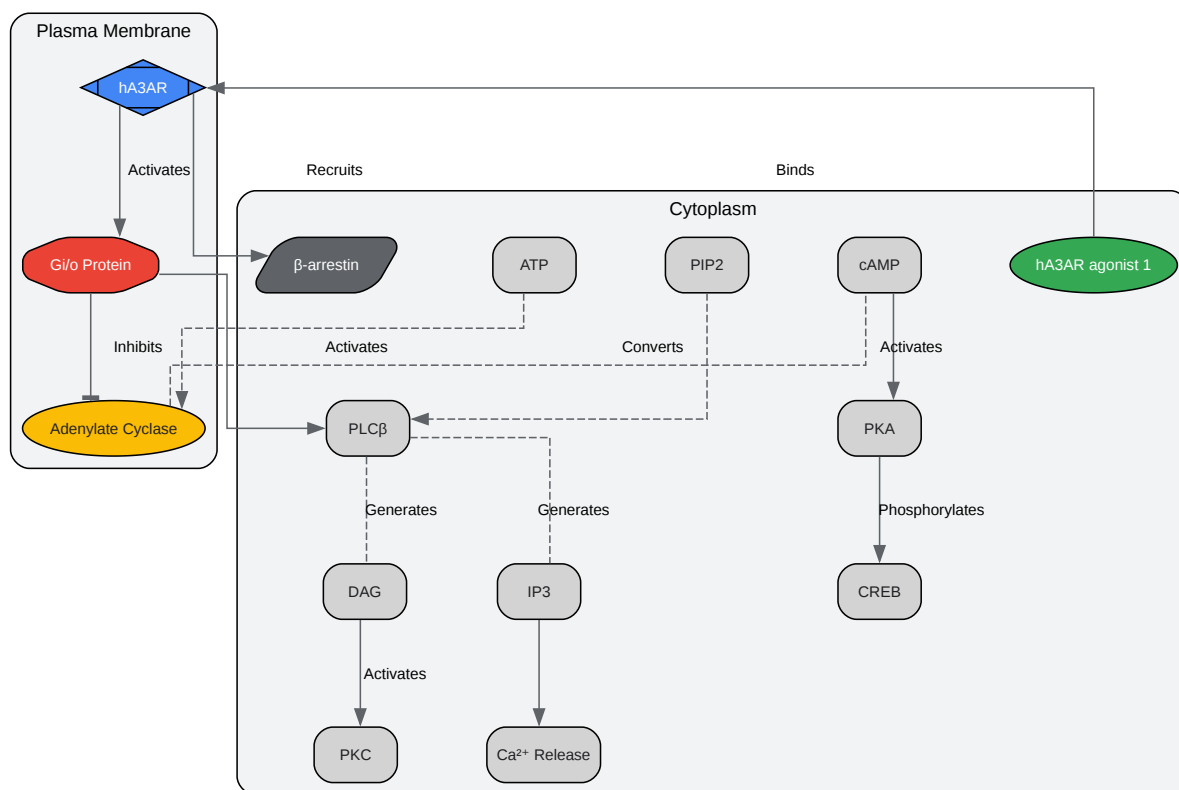 Plasma Membrane
hA3AR
Activates
Recruits
Binds
Cytoplasm
Gi/o Protein
β-arrestin
ATP
PIP2
cAMP
hA3AR agonist 1
Inhibits
Activates
Converts
Activates
Adenylate Cyclase
PLCβ
PKA
Generates
Generates
Phosphorylates
DAG
IP3
CREB
Activates
PKC
Ca²⁺ Release